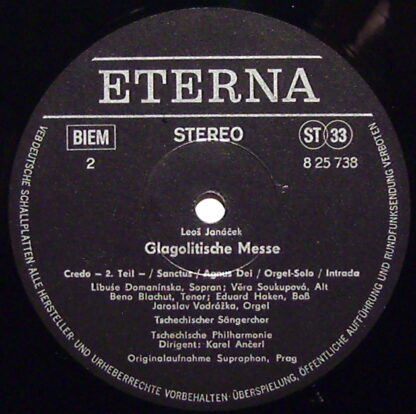 ETERNA
BIEM
STEREO
ST 33
2
8 25 738
Leoš Janáček
Glagolitische Messe
Credo – 2. Teil – / Sanctus / Agnus Dei / Orgel-Solo / Intrada
Libuše Domanínska, Sopran; Věra Soukupová, Alt
Beno Blachut, Tenor; Eduard Haken, Baß
Jaroslav Vodrážka, Orgel
Tschechischer Sängerchor
Tschechische Philharmonie
Dirigent: Karel Ančerl
Originalaufnahme Supraphon, Prag
VEB DEUTSCHE SCHALLPLATTEN · ALLE HERSTELLER- UND URHEBERRECHTE VORBEHALTEN · ÜBERSPIELUNG, ÖFFENTLICHE AUFFÜHRUNG UND RUNDFUNKSENDUNG VERBOTEN